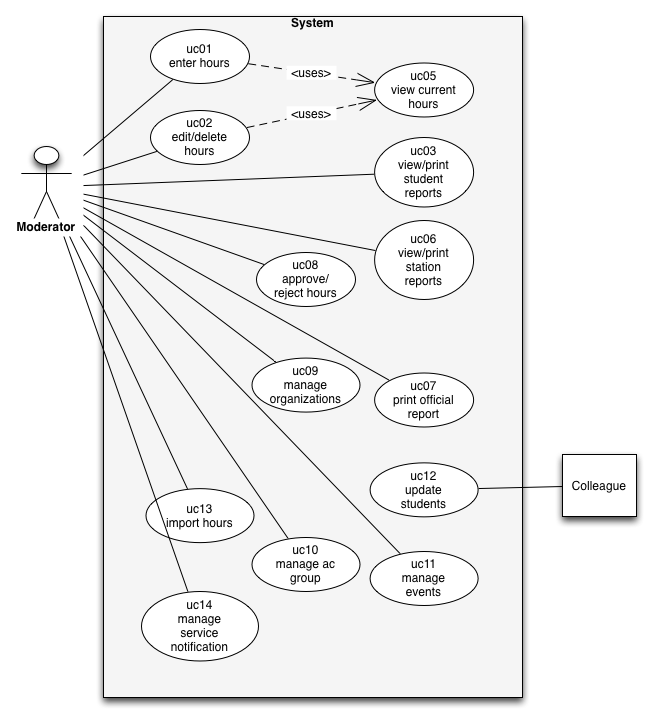 System
uc01
enter hours
<uses>
uc05
view current
hours
<uses>
uc02
edit/delete
hours
uc03
view/print
student
reports
Moderator
uc06
view/print
station
reports
uc08
approve/
reject hours
uc09
manage
organizations
uc07
print official
report
uc12
update
students
Colleague
uc13
import hours
uc10
manage ac
group
uc11
manage
events
uc14
manage
service
notification